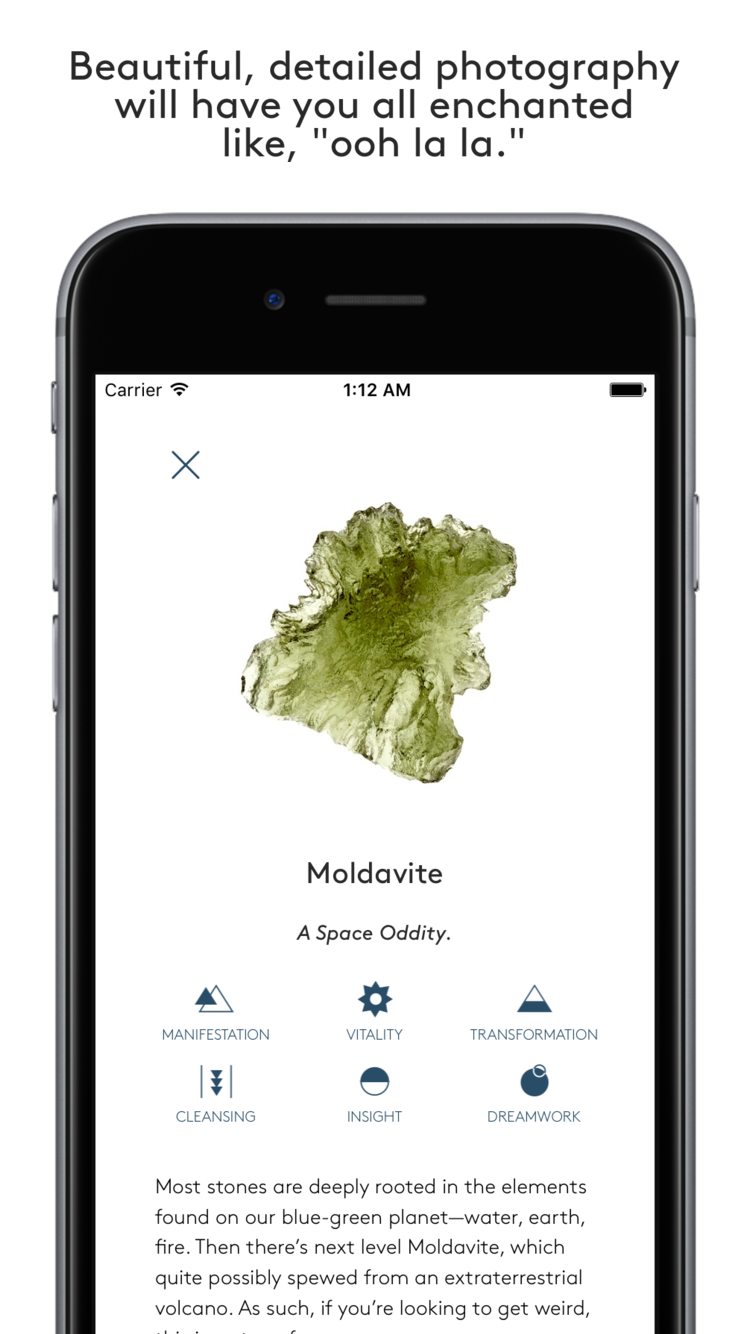 Beautiful, detailed photography
will have you all enchanted
like, "ooh la la."
Carrier 1:12 AM
Moldavite
A Space Oddity.
MANIFESTATION VITALITY TRANSFORMATION
CLEANSING INSIGHT DREAMWORK
Most stones are deeply rooted in the elements
found on our blue-green planet—water, earth,
fire. Then there’s next level Moldavite, which
quite possibly spewed from an extraterrestrial
volcano. As such, if you’re looking to get weird,